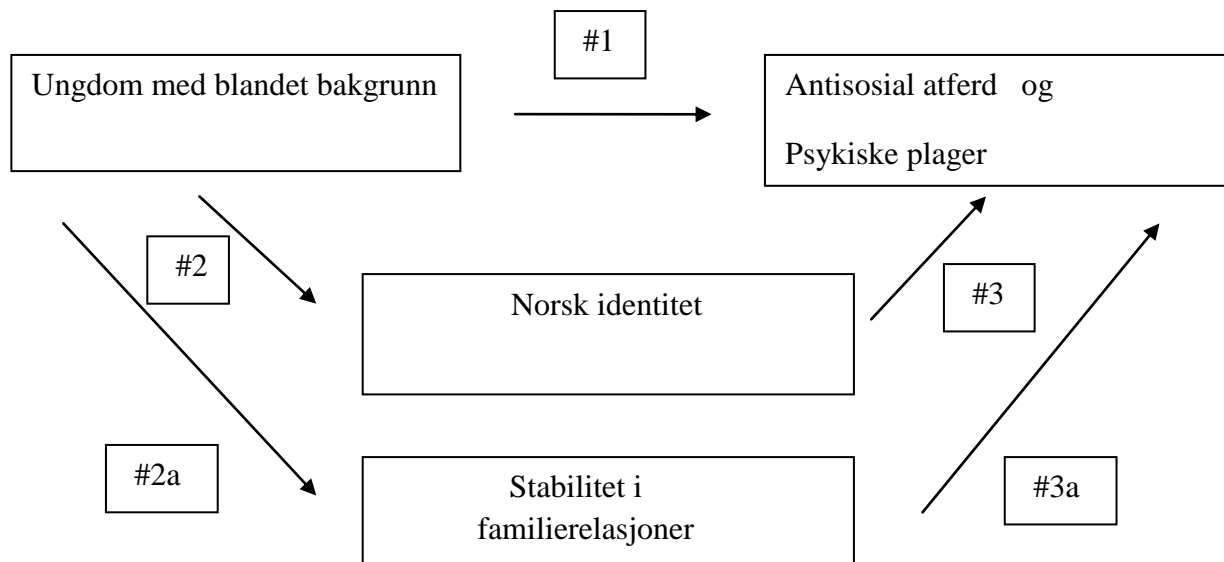 #1
Ungdom med blandet bakgrunn
Antisosial atferd og
Psykiske plager
#2
Norsk identitet
#3
#2a
Stabilitet i
familierelasjoner
#3a